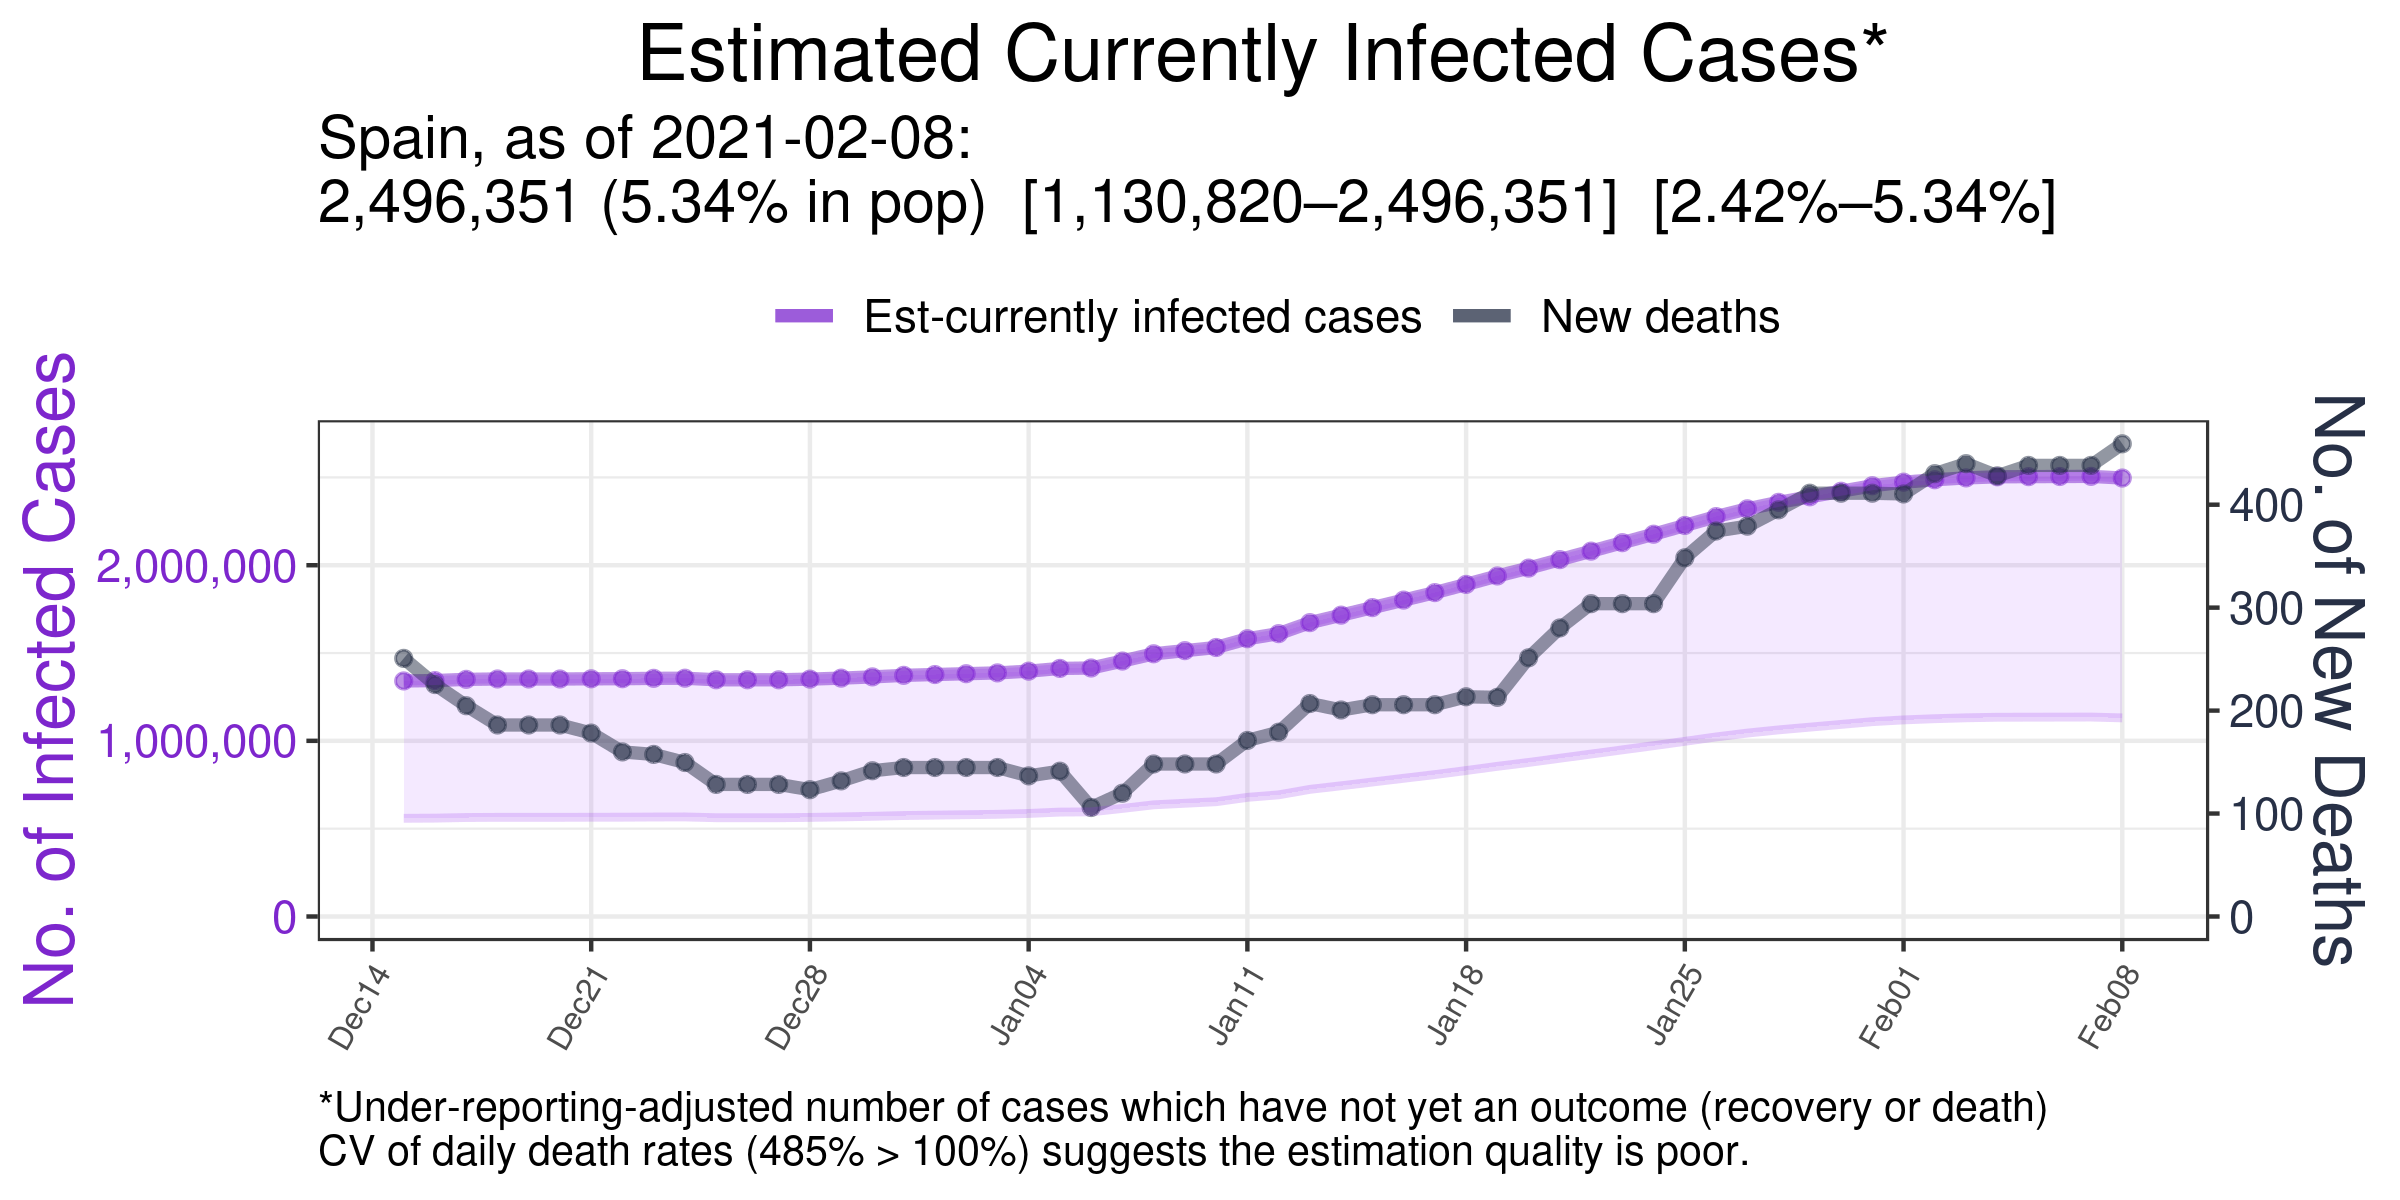 Estimated Currently Infected Cases*
Spain, as of 2021-02-08:
2,496,351 (5.34% in pop)  [1,130,820–2,496,351]  [2.42%–5.34%]
Est-currently infected cases
New deaths
No. of Infected Cases
2,000,000
1,000,000
0
400
300
200
100
0
No. of New Deaths
Dec14
Dec21
Dec28
Jan04
Jan11
Jan18
Jan25
Feb01
Feb08
*Under-reporting-adjusted number of cases which have not yet an outcome (recovery or death)
CV of daily death rates (485% > 100%) suggests the estimation quality is poor.